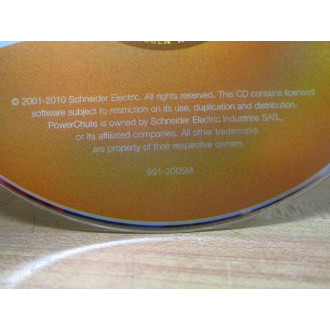 © 2001-2010 Schneider Electric. All rights reserved. This CD contains licensed
software subject to restriction on its use, duplication and distribution.
PowerChute is owned by Schneider Electric Industries SAS.,
or its affiliated companies. All other trademarks
are property of their respective owners.
991-2005M